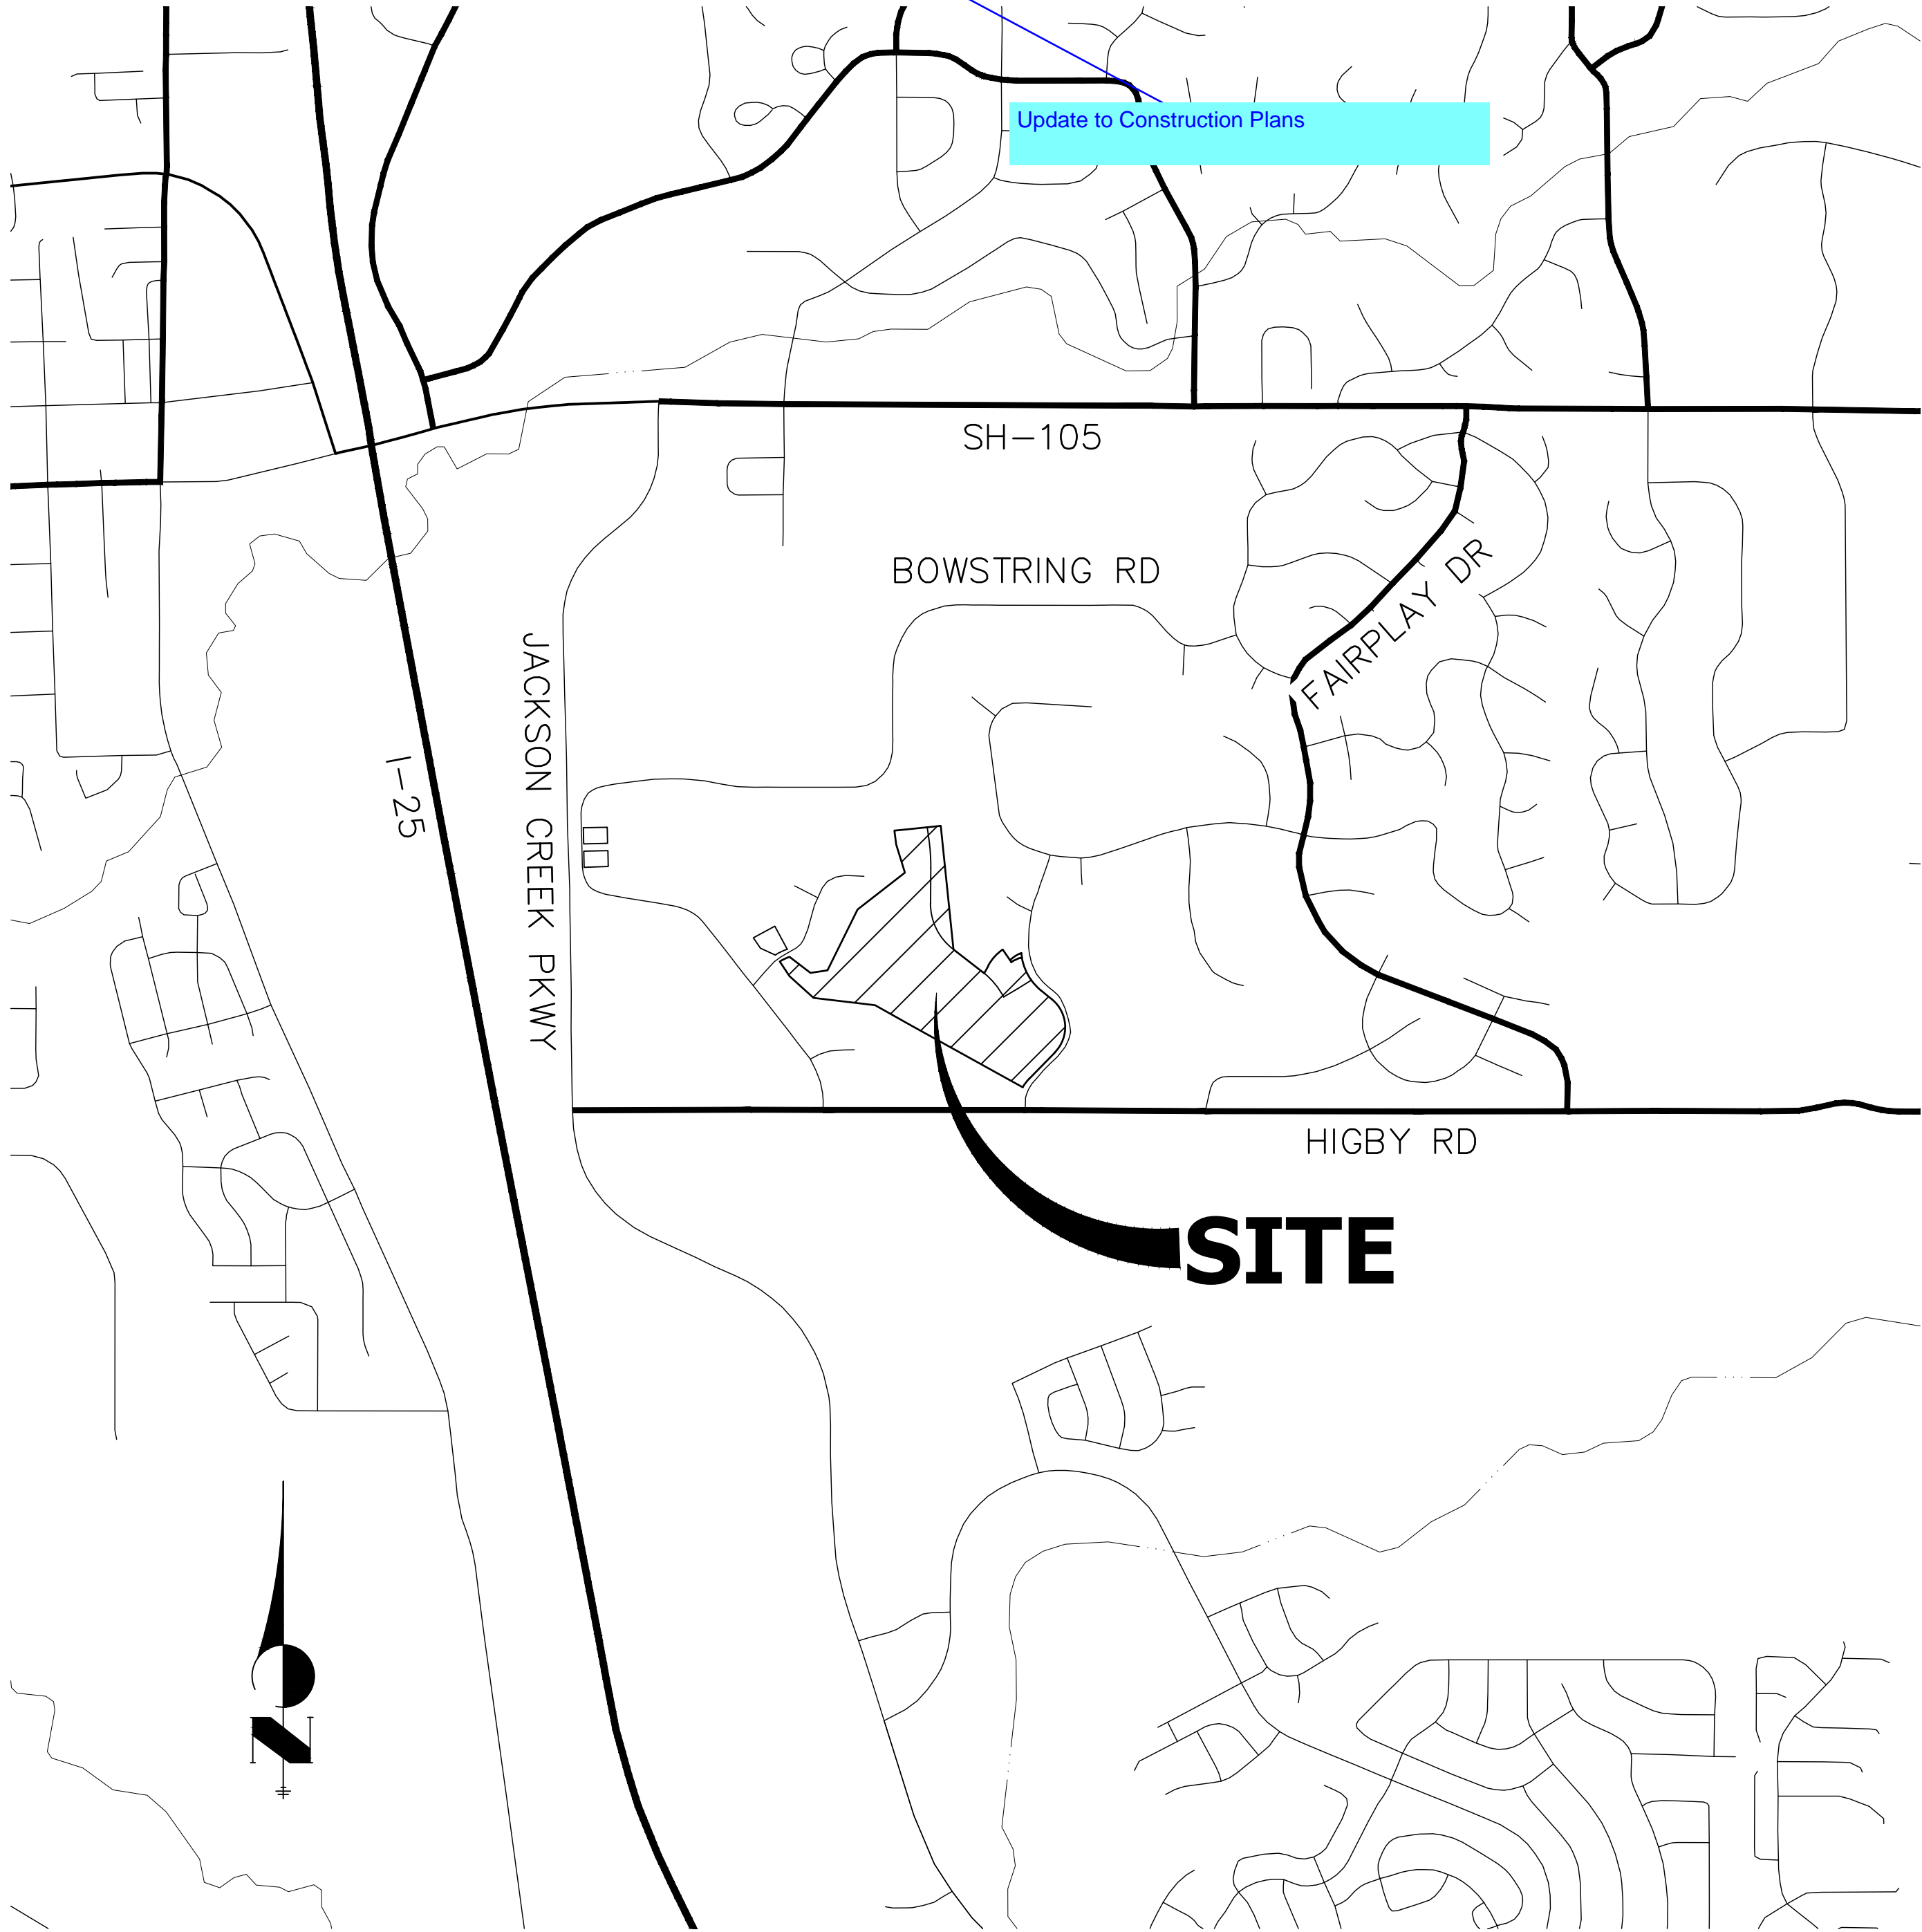 Update to Construction Plans
SH-105
BOWSTRING RD
FAIRPLAY DR
JACKSON CREEK PKWY
I-25
HIGBY RD
SITE
N